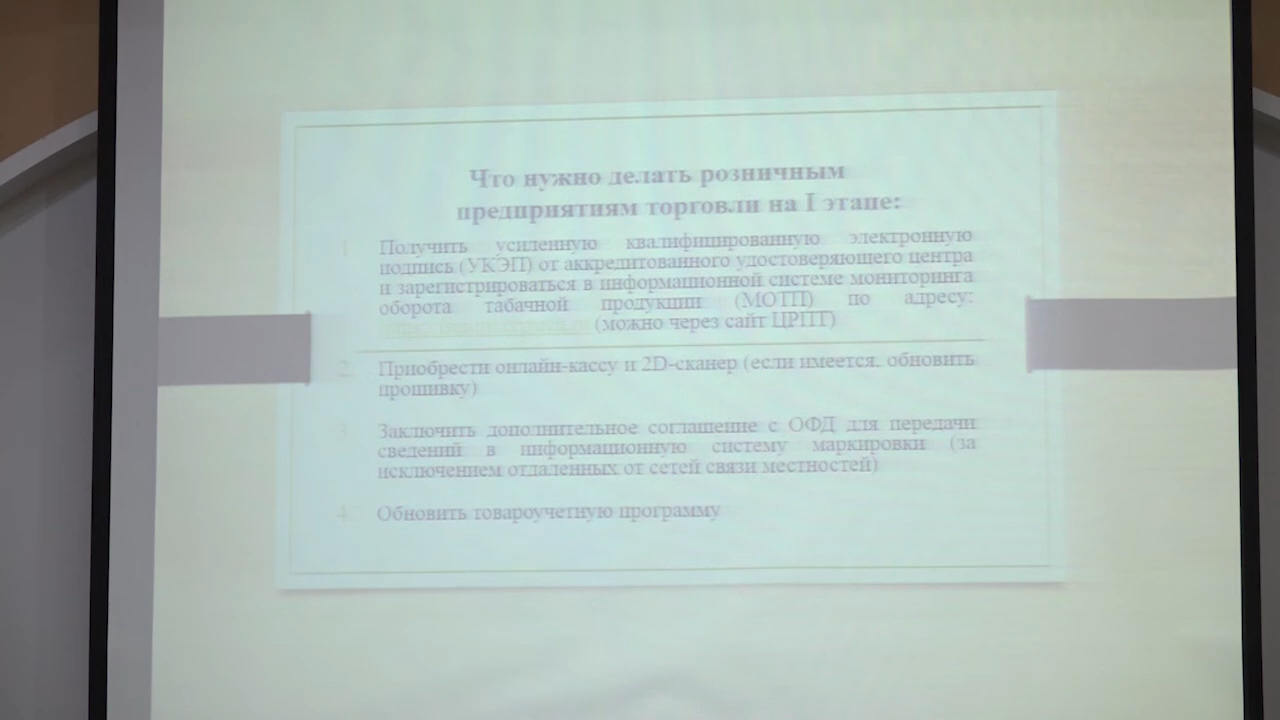 Что нужно делать розничным
предприятиям торговли на I этапе:
1. Получить усиленную квалифицированную электронную
подпись (УКЭП) от аккредитованного удостоверяющего центра
и зарегистрироваться в информационной системе мониторинга
оборота табачной продукции (МОТП) по адресу:
(можно через сайт ЦРПТ)
2. Приобрести онлайн-кассу и 2D-сканер (если имеется, обновить
прошивку)
3. Заключить дополнительное соглашение с ОФД для передачи
сведений в информационную систему маркировки (за
исключением отдаленных от сетей связи местностей)
4. Обновить товароучетную программу